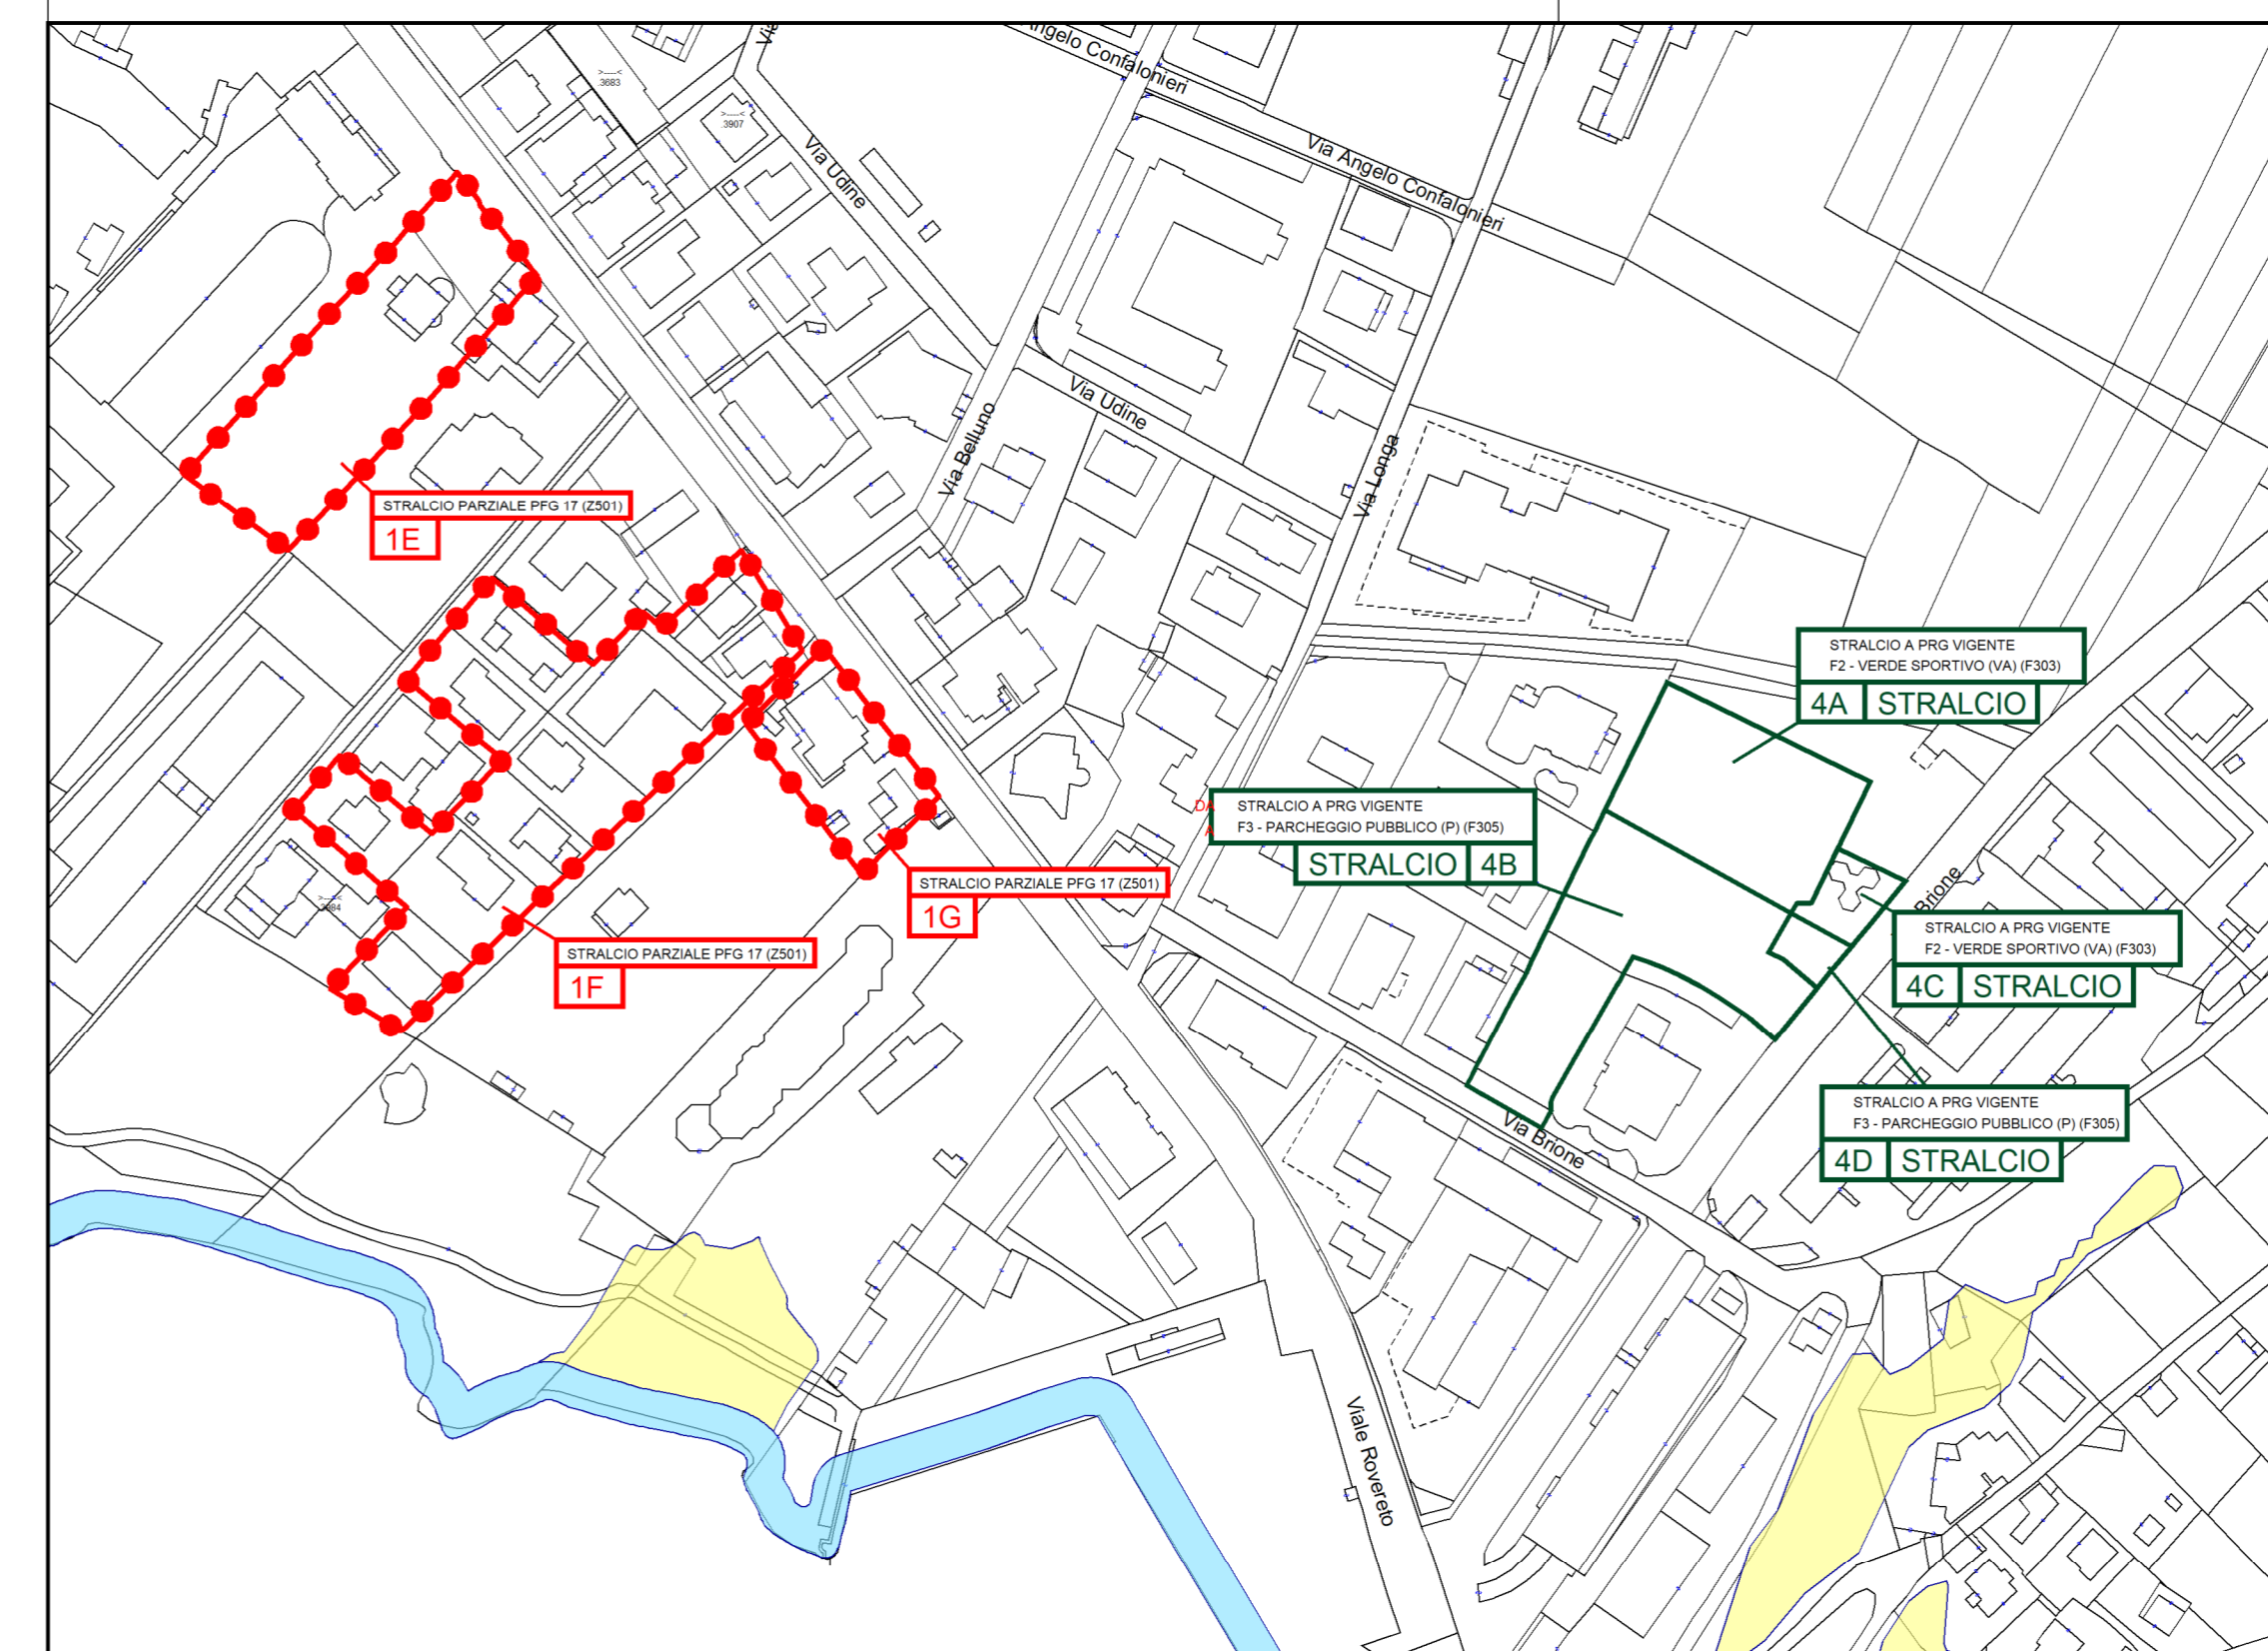 Via
Angelo Confalonieri
>-----<
3683
>-----<
3907
Via Udine
Via Angelo Confalonieri
Via Udine
Via Belluno
Via Longa
STRALCIO PARZIALE PFG 17 (Z501)
1E
STRALCIO A PRG VIGENTE
F2 - VERDE SPORTIVO (VA) (F303)
4A STRALCIO
DA STRALCIO A PRG VIGENTE
A F3 - PARCHEGGIO PUBBLICO (P) (F305)
STRALCIO 4B
STRALCIO PARZIALE PFG 17 (Z501)
1G
Brione
STRALCIO A PRG VIGENTE
F2 - VERDE SPORTIVO (VA) (F303)
4C STRALCIO
STRALCIO PARZIALE PFG 17 (Z501)
1F
STRALCIO A PRG VIGENTE
F3 - PARCHEGGIO PUBBLICO (P) (F305)
4D STRALCIO
Via Brione
Viale Rovereto